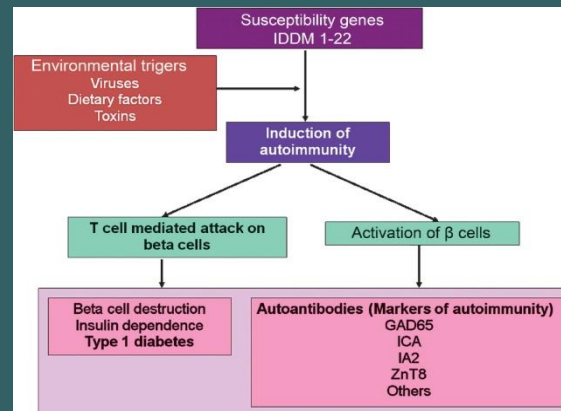 Susceptibility genes
IDDM 1-22
Environmental trigers
Viruses
Dietary factors
Toxins
Induction of
autoimmunity
T cell mediated attack on
beta cells
Activation of β cells
Beta cell destruction
Insulin dependence
Type 1 diabetes
Autoantibodies (Markers of autoimmunity)
GAD65
ICA
IA2
ZnT8
Others